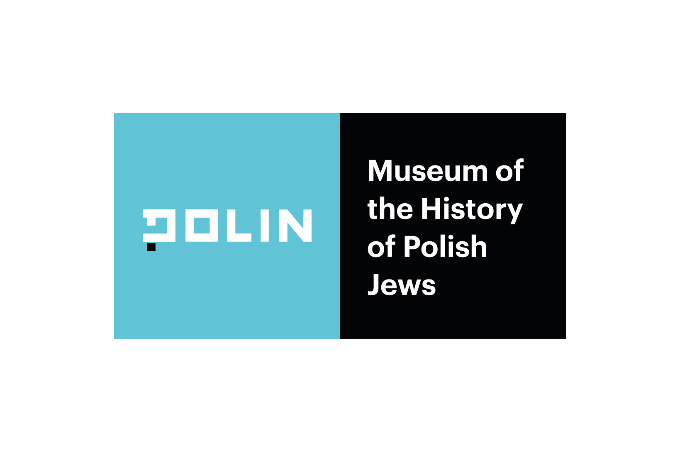 POLIN
Museum of
the History
of Polish
Jews